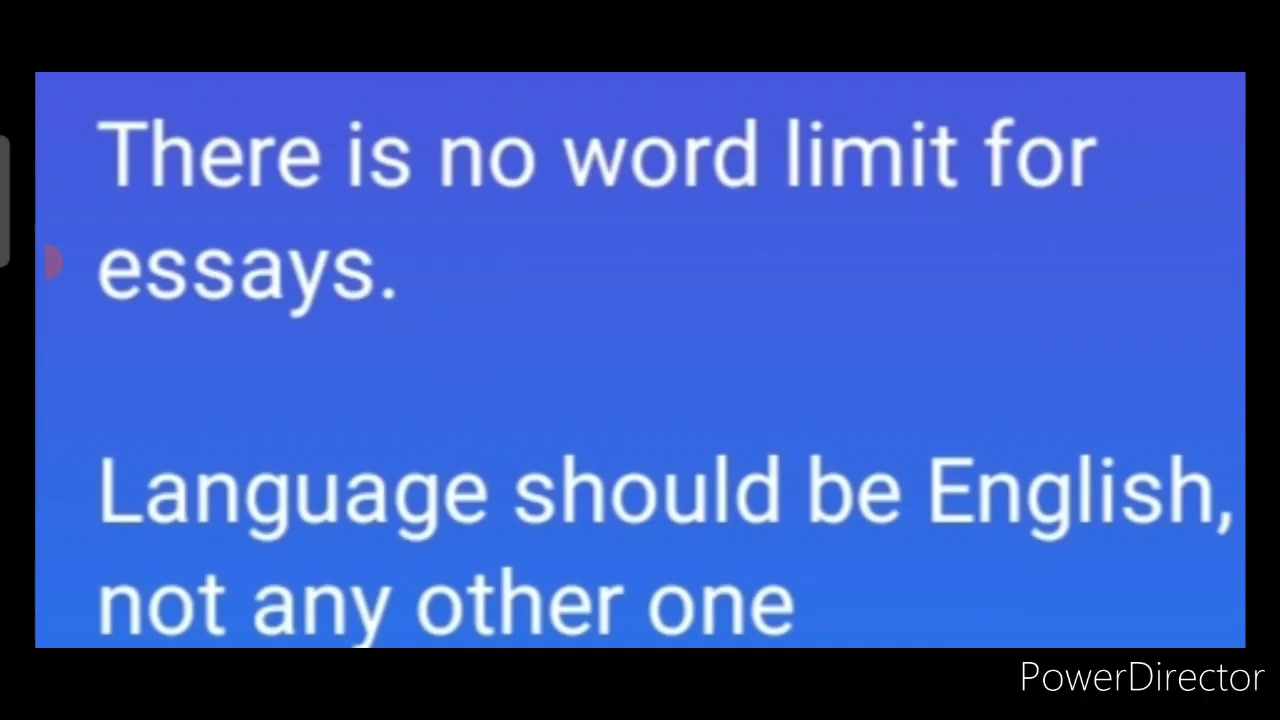 There is no word limit for
essays.
Language should be English,
not any other one
PowerDirector